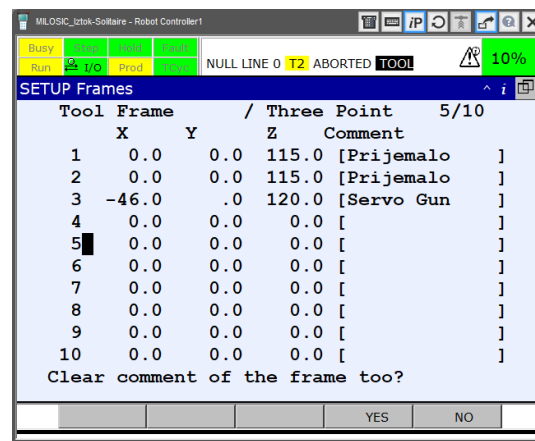 MILOSIC_Iztok-Solitaire - Robot Controller1
Busy Step Hold Fault
Run I/O Prod TCyc
NULL LINE 0 T2 ABORTED TOOL
10%
SETUP Frames
Tool Frame / Three Point 5/10
X Y Z Comment
1 0.0 0.0 115.0 [Prijemalo ]
2 0.0 0.0 115.0 [Prijemalo ]
3 -46.0 .0 120.0 [Servo Gun ]
4 0.0 0.0 0.0 [ ]
5 0.0 0.0 0.0 [ ]
6 0.0 0.0 0.0 [ ]
7 0.0 0.0 0.0 [ ]
8 0.0 0.0 0.0 [ ]
9 0.0 0.0 0.0 [ ]
10 0.0 0.0 0.0 [ ]
Clear comment of the frame too?
YES NO